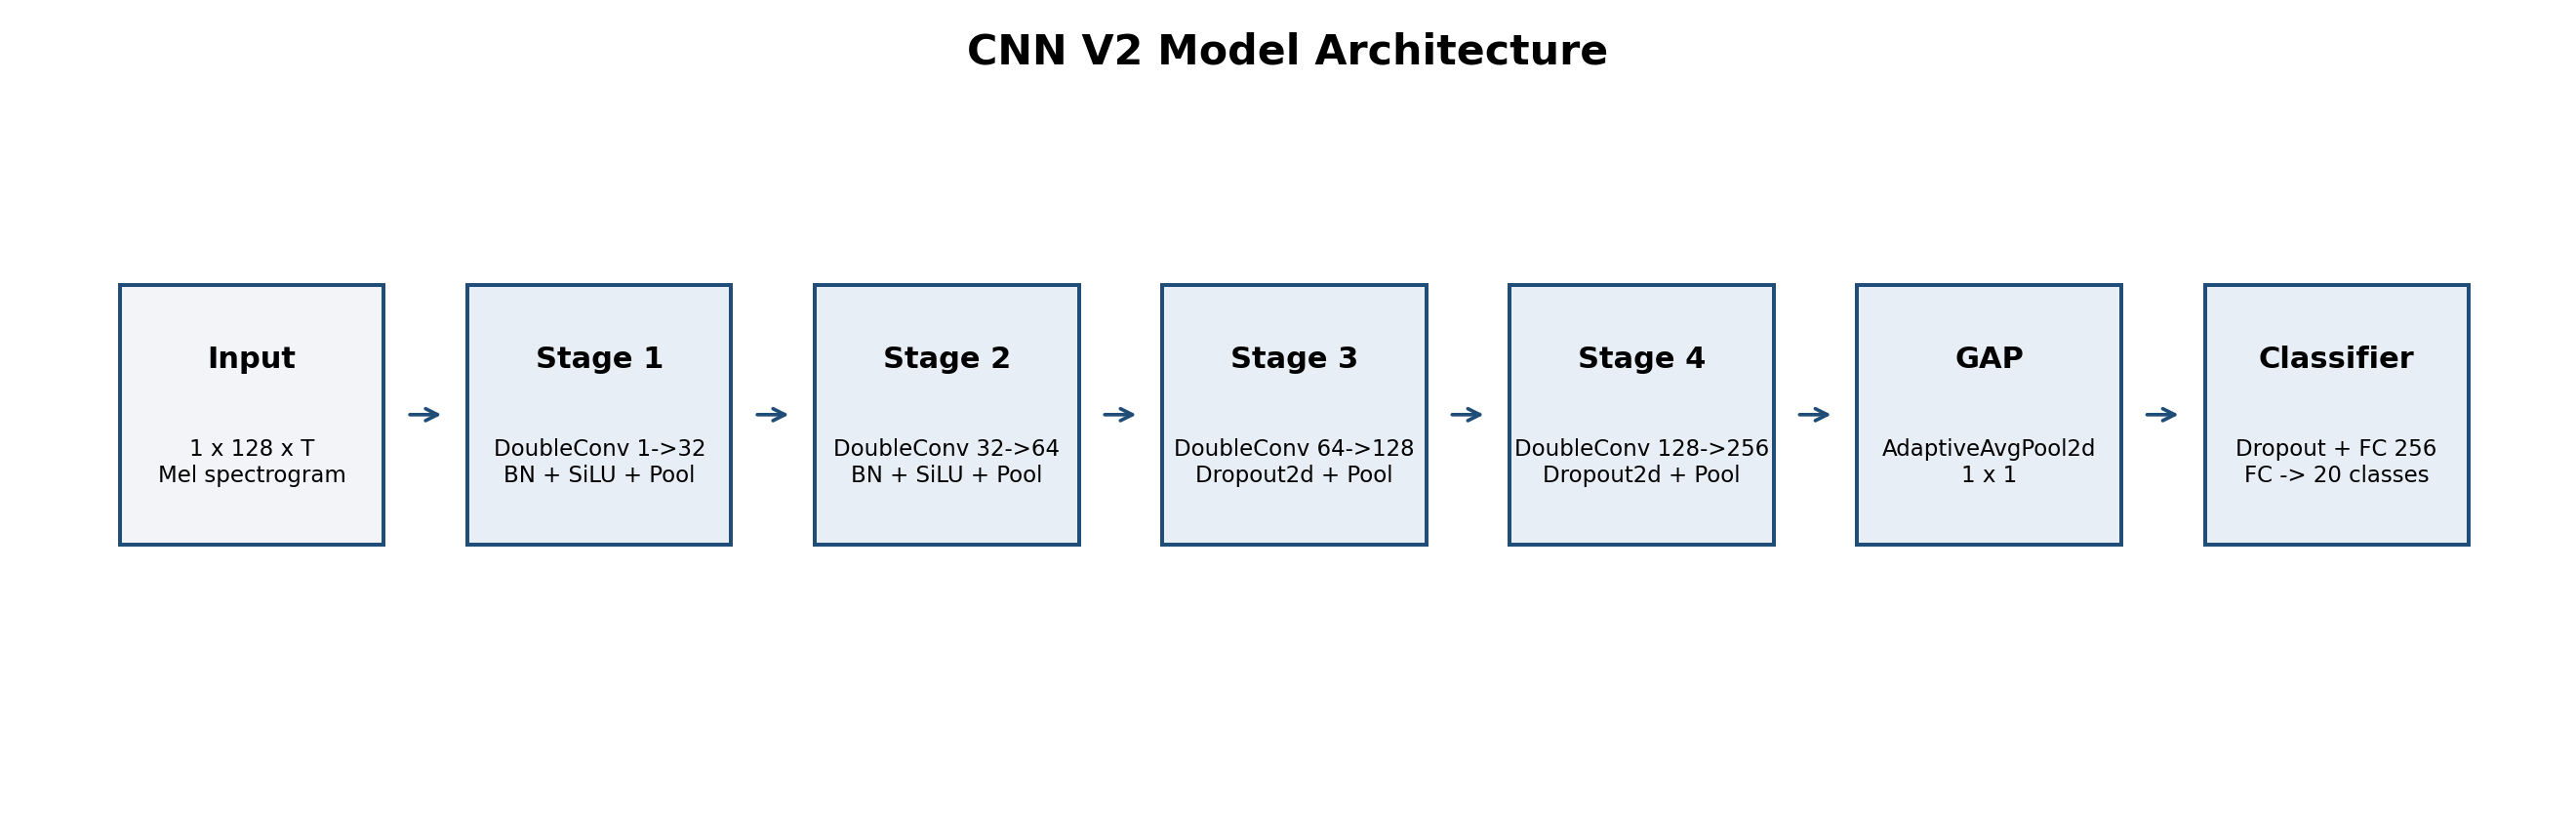 CNN V2 Model Architecture
Input
1 x 128 x T
Mel spectrogram
Stage 1
DoubleConv 1->32
BN + SiLU + Pool
Stage 2
DoubleConv 32->64
BN + SiLU + Pool
Stage 3
DoubleConv 64->128
Dropout2d + Pool
Stage 4
DoubleConv 128->256
Dropout2d + Pool
GAP
AdaptiveAvgPool2d
1 x 1
Classifier
Dropout + FC 256
FC -> 20 classes